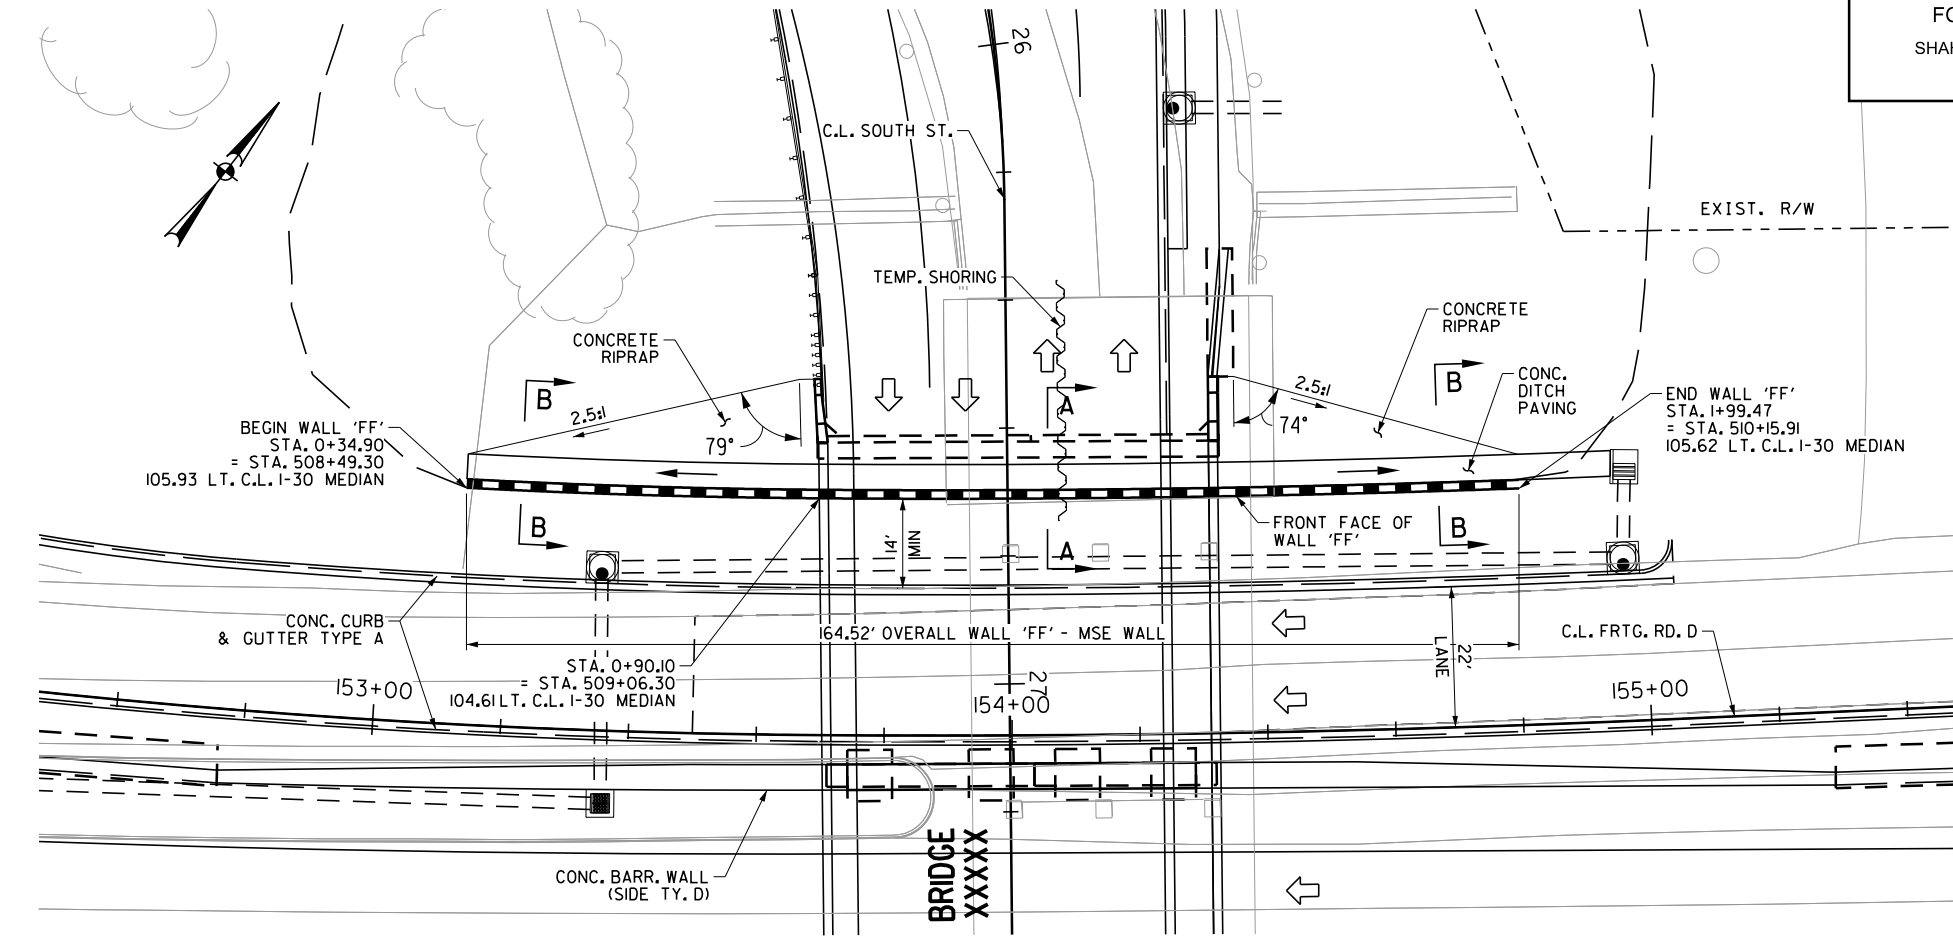 FO
SHAH
26
C.L. SOUTH ST.
EXIST. R/W
TEMP. SHORING
CONCRETE
RIPRAP
CONCRETE
RIPRAP
B
2.5:1
79°
A
2.5:1
74°
B
CONC.
DITCH
PAVING
END WALL 'FF'
STA. 1+99.47
= STA. 510+15.91
105.62 LT. C.L. I-30 MEDIAN
BEGIN WALL 'FF'
STA. 0+34.90
= STA. 508+49.30
105.93 LT. C.L. I-30 MEDIAN
B
14'
MIN
A
FRONT FACE OF
WALL 'FF'
B
CONC. CURB
& GUTTER TYPE A
164.52' OVERALL WALL 'FF' - MSE WALL
22'
LANE
C.L. FRTG. RD. D
STA. 0+90.10
= STA. 509+06.30
104.61 LT. C.L. I-30 MEDIAN
153+00
27
154+00
155+00
CONC. BARR. WALL
(SIDE TY. D)
BRIDGE
XXXXX